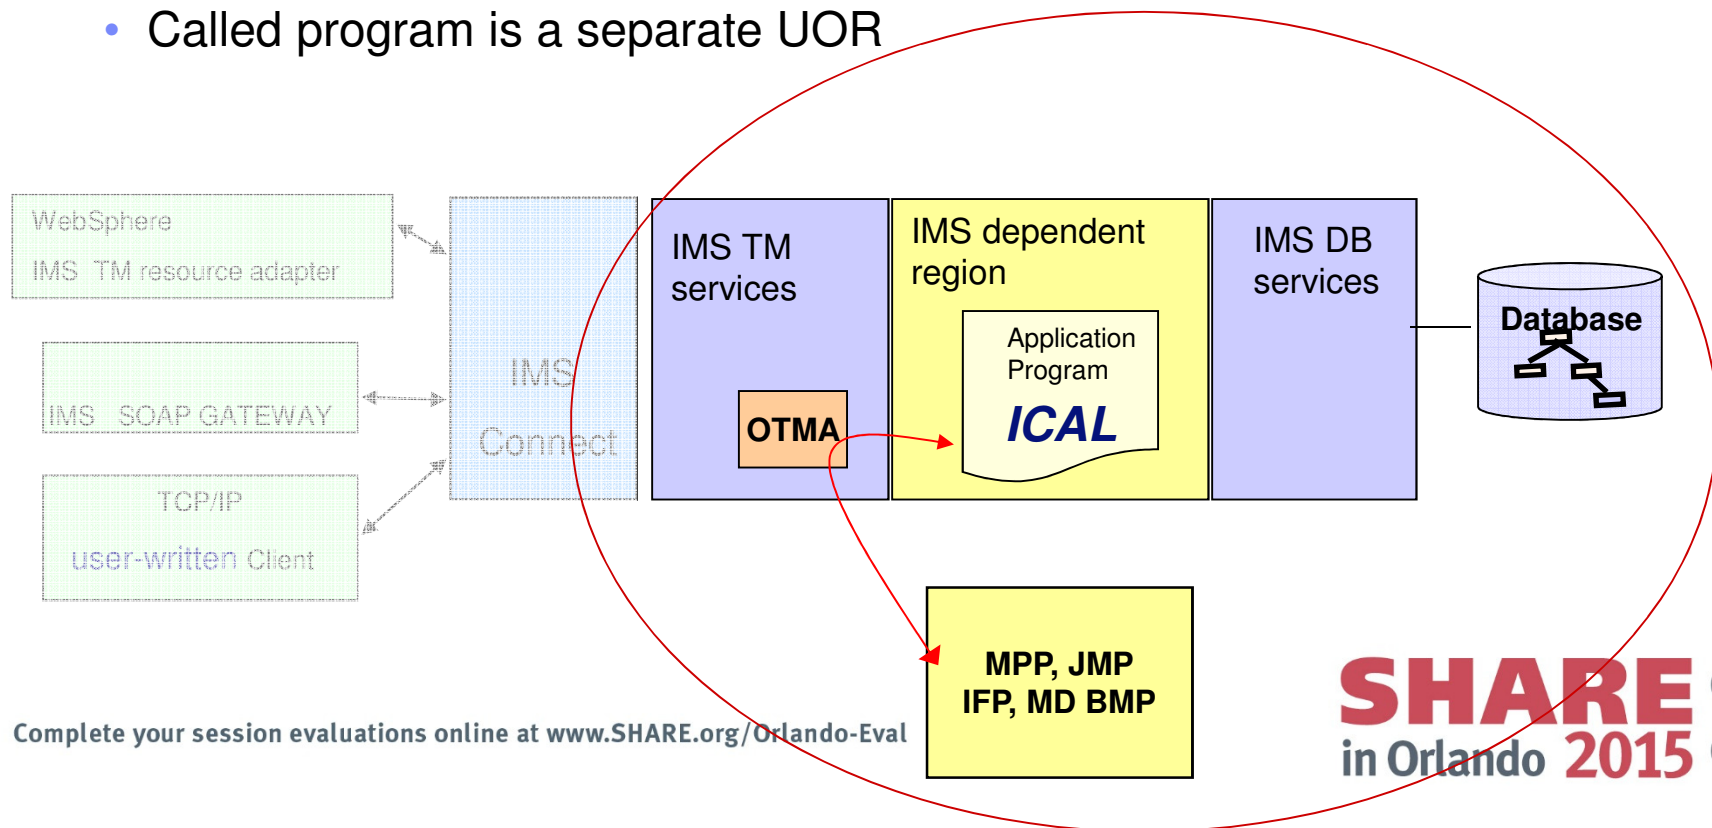 • Called program is a separate UOR
WebSphere
IMS TM resource adapter
IMS SOAP GATEWAY
TCP/IP
user-written Client
IMS
Connect
IMS TM
services
OTMA
IMS dependent
region
Application
Program
ICAL
IMS DB
services
Database
MPP, JMP
IFP, MD BMP
Complete your session evaluations online at www.SHARE.org/Orlando-Eval
SHARE
in Orlando 2015